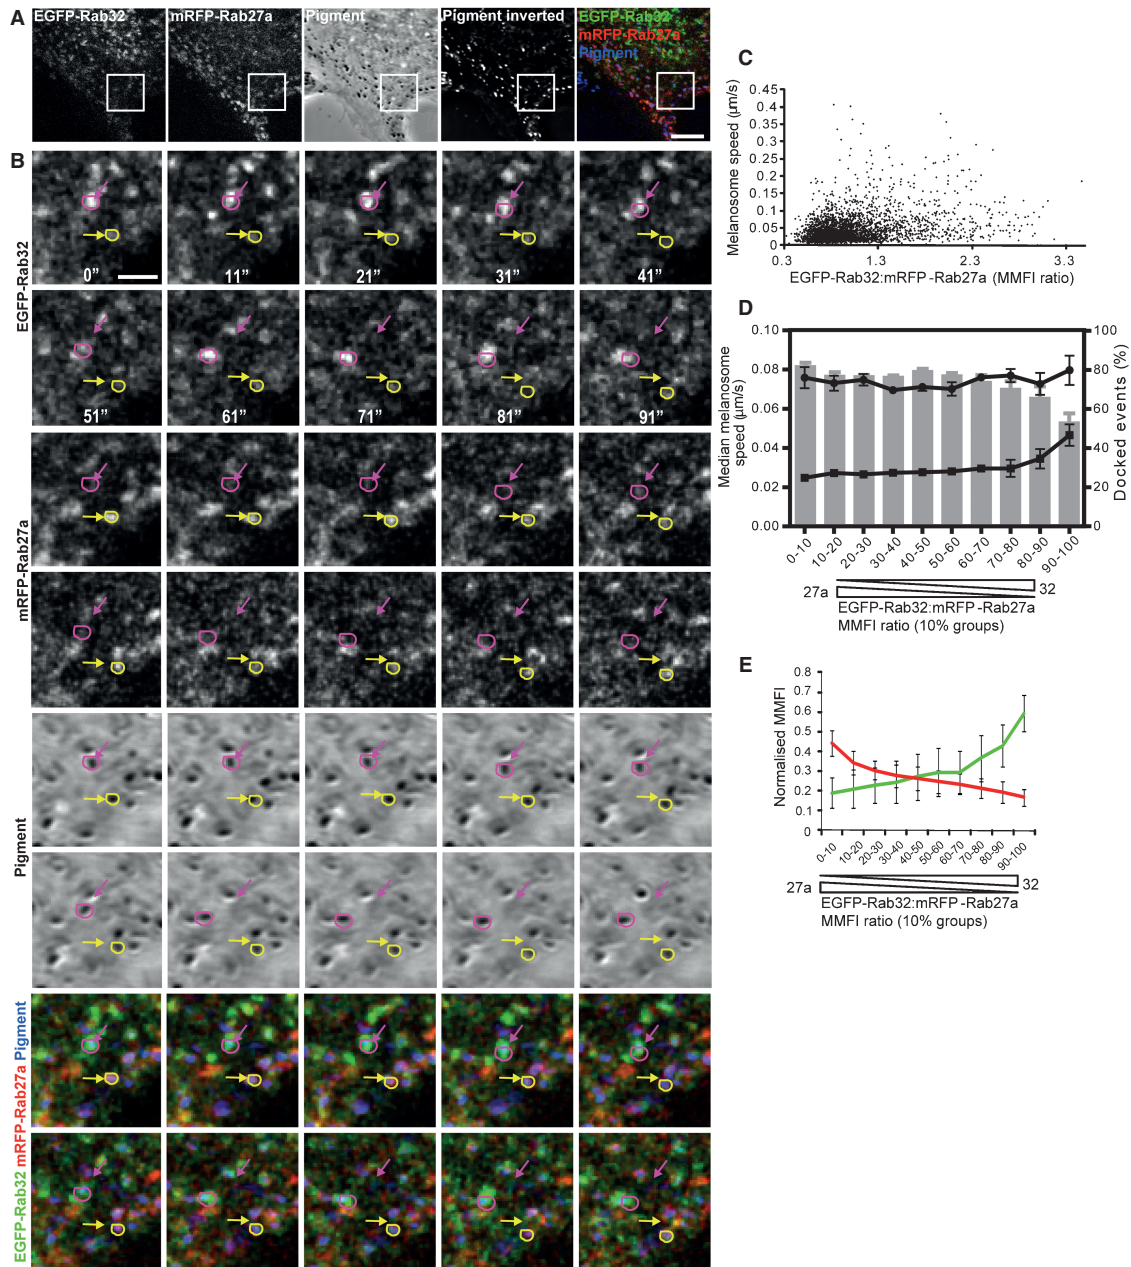 A
EGFP-Rab32
mRFP-Rab27a
Pigment
Pigment inverted
EGFP-Rab32
mRFP-Rab27a
Pigment
B
EGFP-Rab32
0”
11”
21”
31”
41”
51”
61”
71”
81”
91”
mRFP-Rab27a
Pigment
EGFP-Rab32 mRFP-Rab27a Pigment
C
Melanosome speed (μm/s)
0.45
0.4
0.35
0.3
0.25
0.2
0.15
0.1
0.05
0
0.3
1.3
2.3
3.3
EGFP-Rab32:mRFP-Rab27a (MMFI ratio)
D
Median melanosome
speed (μm/s)
0.10
0.08
0.06
0.04
0.02
0.00
100
80
60
40
20
0
Docked events (%)
0-10
10-20
20-30
30-40
40-50
50-60
60-70
70-80
80-90
90-100
27a
32
EGFP-Rab32:mRFP-Rab27a
MMFI ratio (10% groups)
E
Normalised MMFI
0.8
0.7
0.6
0.5
0.4
0.3
0.2
0.1
0
0-10
10-20
20-30
30-40
40-50
50-60
60-70
70-80
80-90
90-100
27a
32
EGFP-Rab32:mRFP-Rab27a
MMFI ratio (10% groups)